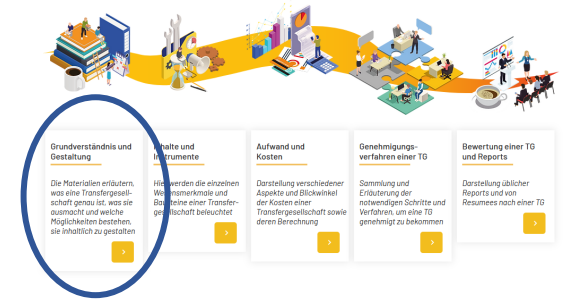 Grundverständnis und
Gestaltung
Die Materialien erläutern,
was eine Transfergesell-
schaft genau ist, was sie
ausmacht und welche
Möglichkeiten bestehen,
sie inhaltlich zu gestalten
Inhalte und
Instrumente
Hier werden die einzelnen
Wesensmerkmale und
Bausteine einer Transfer-
gesellschaft beleuchtet
Aufwand und
Kosten
Darstellung verschiedener
Aspekte und Blickwinkel
der Kosten einer
Transfergesellschaft sowie
deren Berechnung
Genehmigungs-
verfahren einer TG
Sammlung und
Erläuterung der
notwendigen Schritte und
Verfahren, um eine TG
genehmigt zu bekommen
Bewertung einer TG
und Reports
Darstellung üblicher
Reports und von
Resumees nach einer TG